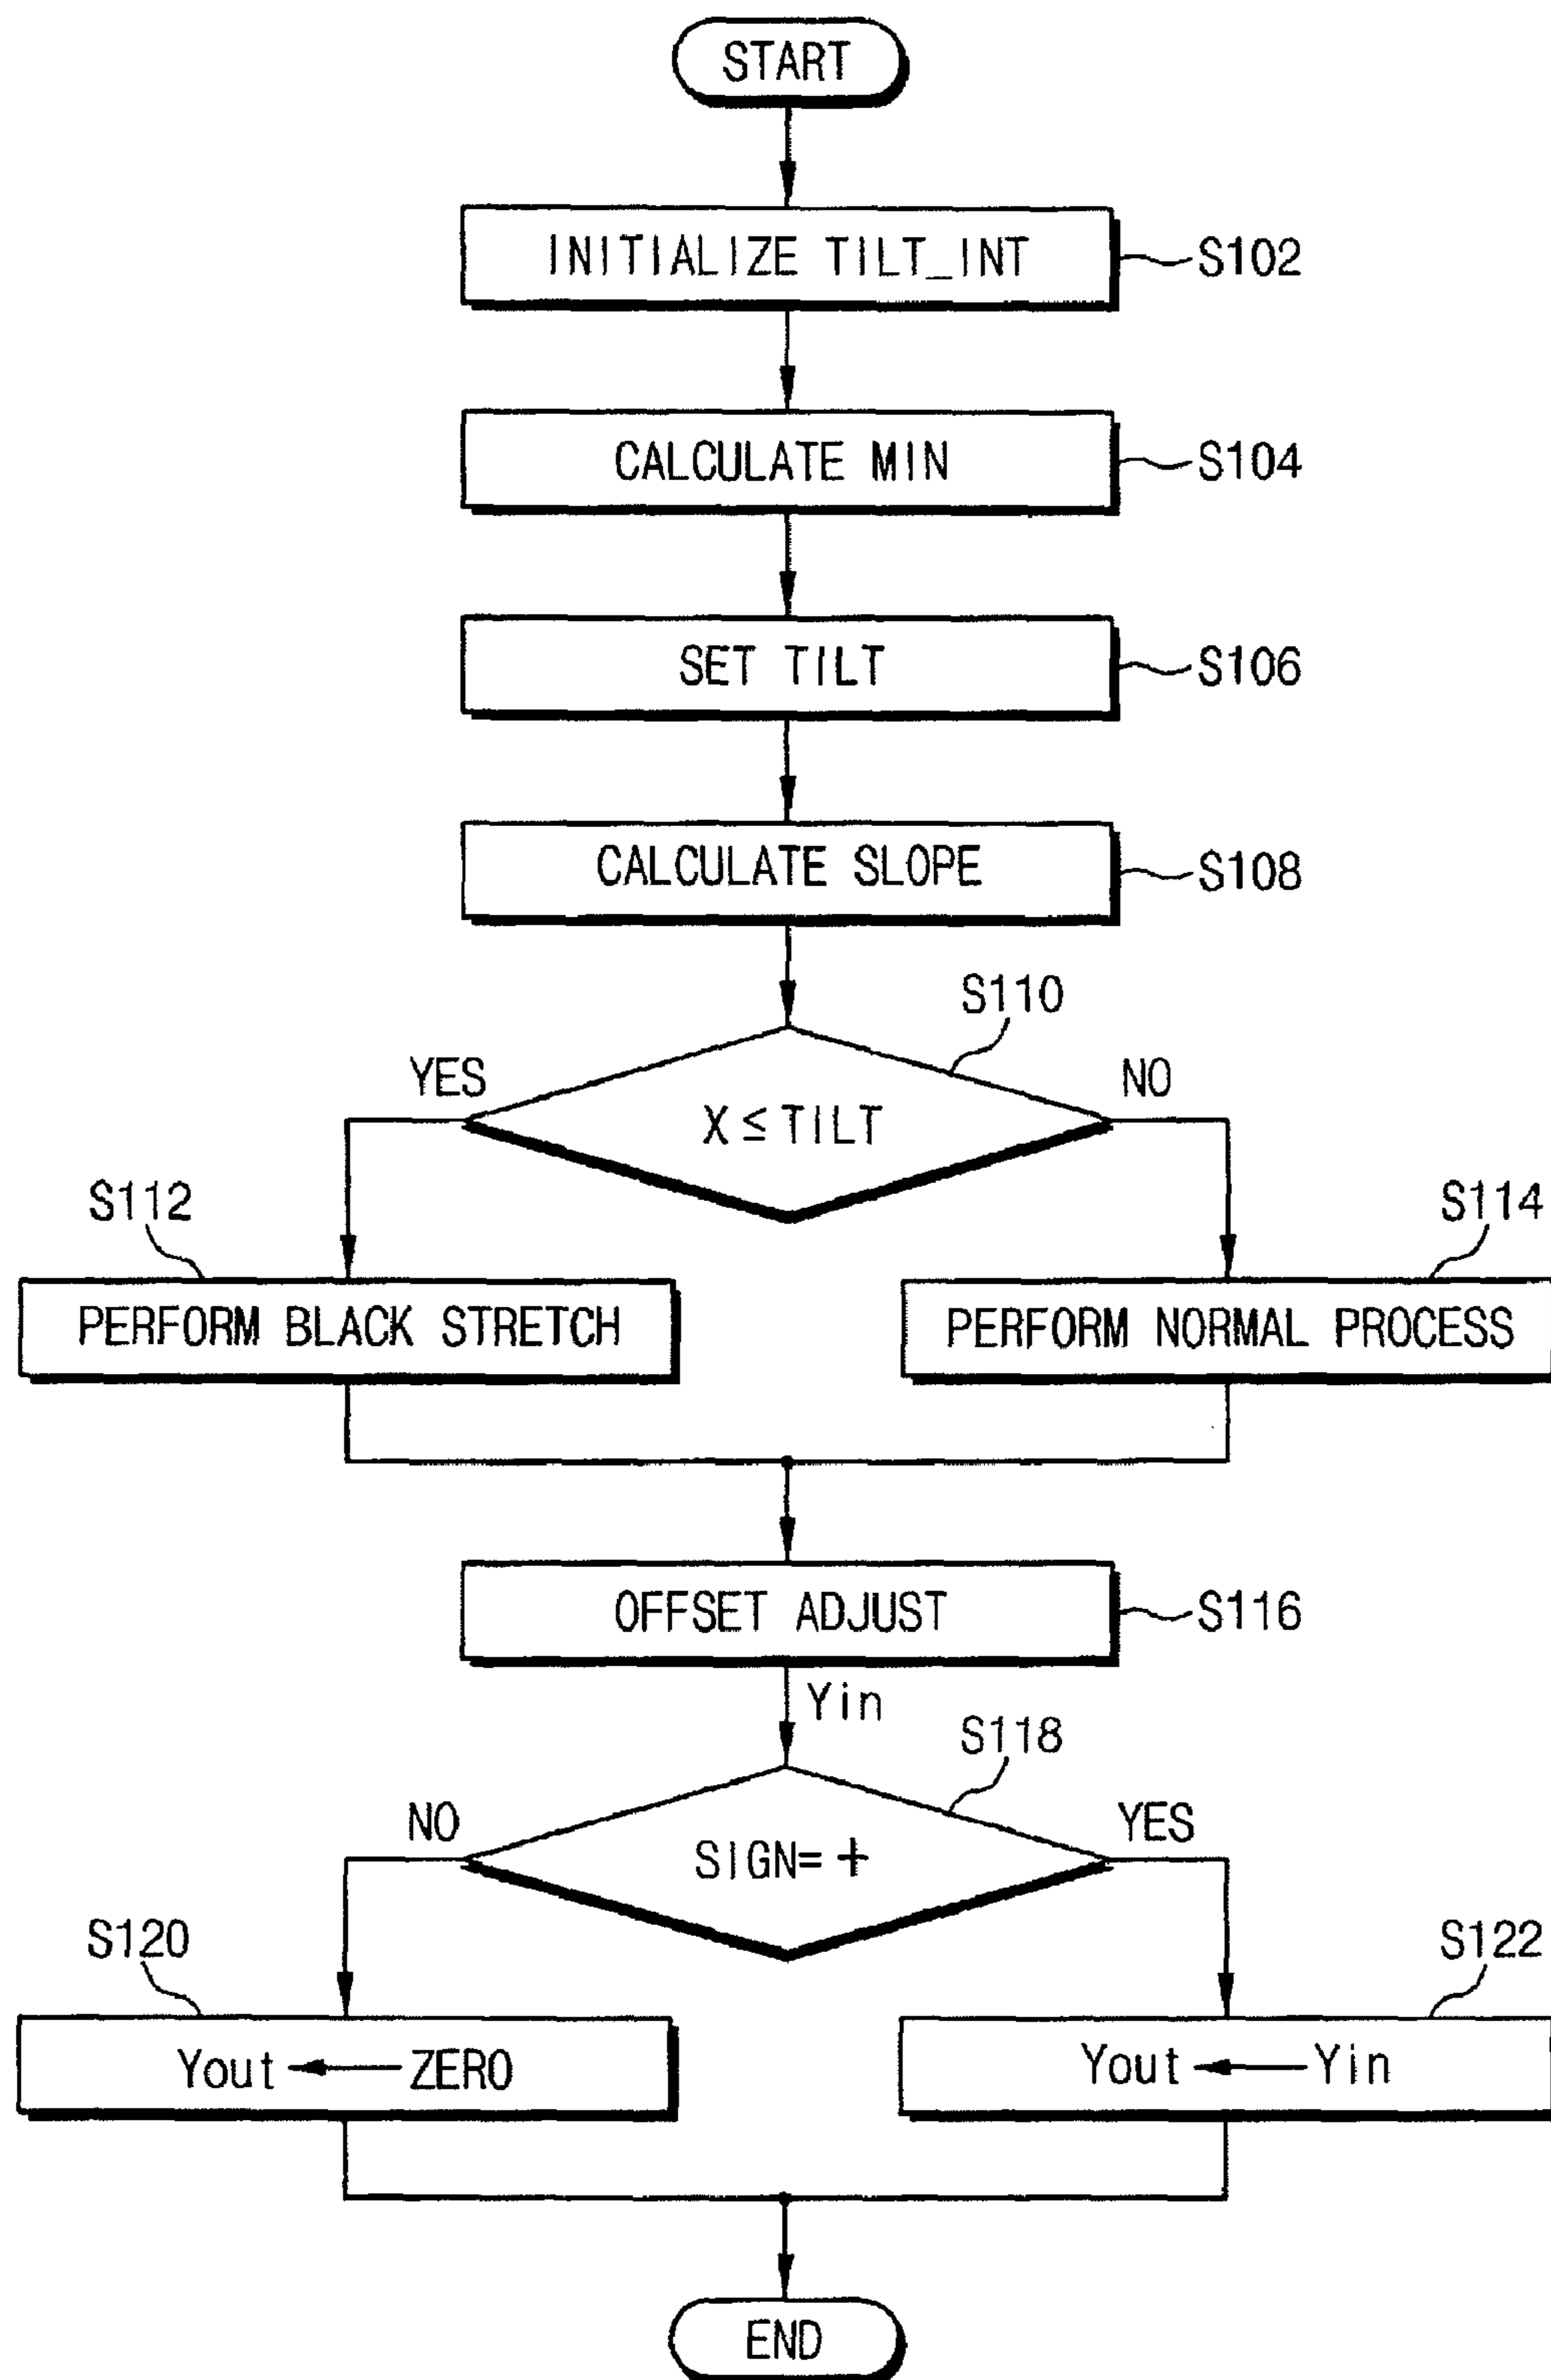 START
INITIALIZE TILT_INT
S102
CALCULATE MIN
S104
SET TILT
S106
CALCULATE SLOPE
S108
S110
YES
NO
X ≤ TILT
S112
S114
PERFORM BLACK STRETCH
PERFORM NORMAL PROCESS
OFFSET ADJUST
S116
Yin
S118
NO
YES
SIGN= +
S120
S122
Yout ← ZERO
Yout ← Yin
END